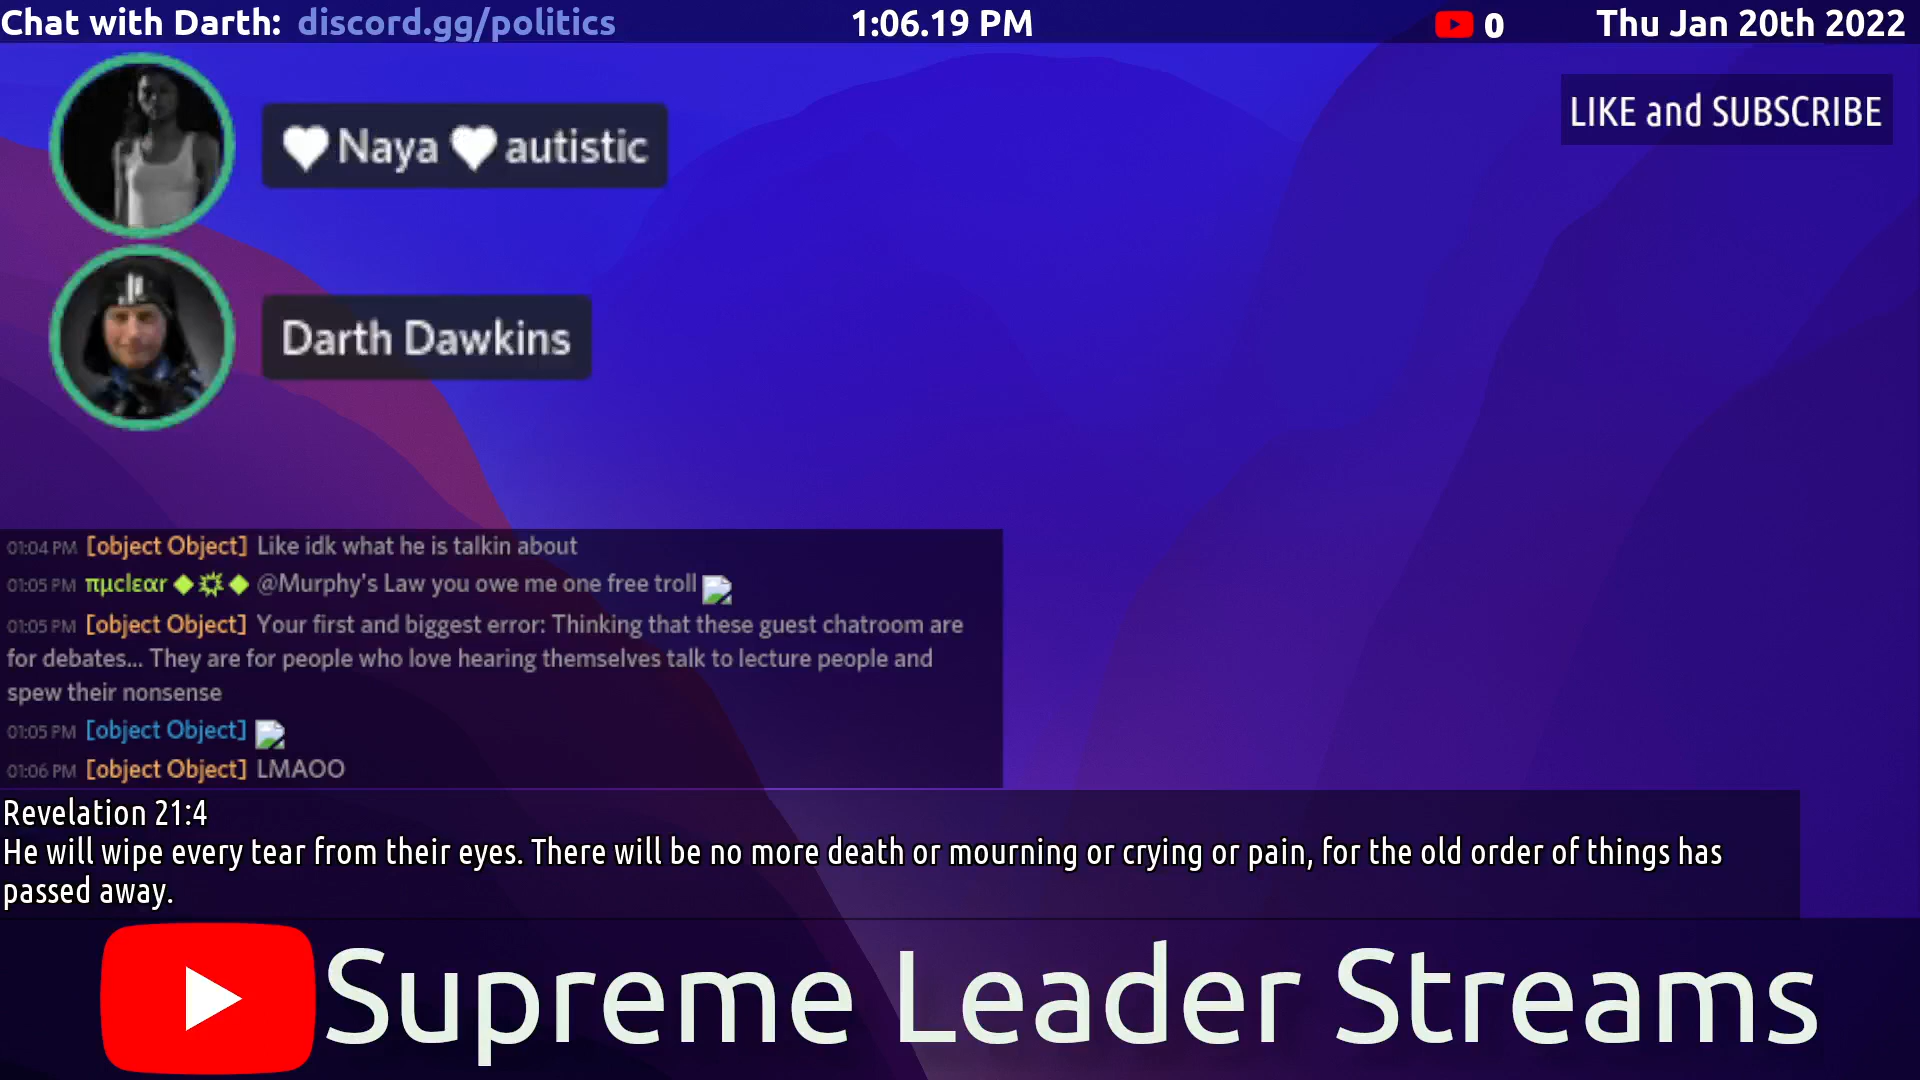 Chat with Darth: discord.gg/politics 1:06.19 PM 0 Thu Jan 20th 2022
LIKE and SUBSCRIBE
🤍 Naya 🤍 autistic
Darth Dawkins
01:04 PM [object Object] Like idk what he is talkin about
01:05 PM πμclεαr ◆💥◆ @Murphy's Law you owe me one free troll
01:05 PM [object Object] Your first and biggest error: Thinking that these guest chatroom are
for debates... They are for people who love hearing themselves talk to lecture people and
spew their nonsense
01:05 PM [object Object]
01:06 PM [object Object] LMAOO
Revelation 21:4
He will wipe every tear from their eyes. There will be no more death or mourning or crying or pain, for the old order of things has
passed away.
Supreme Leader Streams